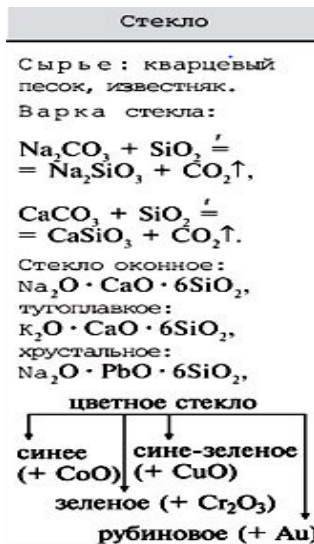 Стекло
Сырье: кварцевый
песок, известняк.
Варка стекла:
Na₂CO₃ + SiO₂ =ᵗ
= Na₂SiO₃ + CO₂↑,
CaCO₃ + SiO₂ =ᵗ
= CaSiO₃ + CO₂↑.
Стекло оконное:
Na₂O · CaO · 6SiO₂,
тугоплавкое:
K₂O · CaO · 6SiO₂,
хрустальное:
Na₂O · PbO · 6SiO₂,
цветное стекло
синее сине-зеленое
(+ CoO) (+ CuO)
зеленое (+ Cr₂O₃)
рубиновое (+ Au)